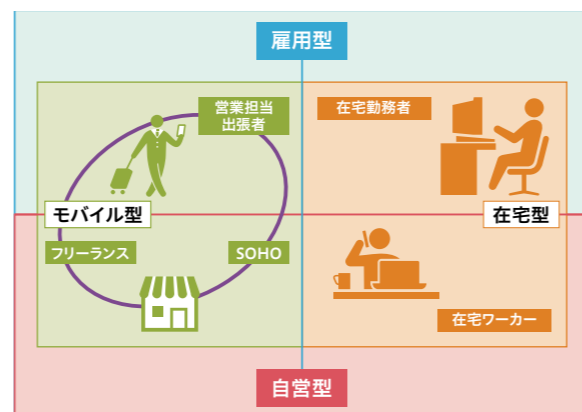 雇用型
営業担当
出張者
在宅勤務者
モバイル型
在宅型
フリーランス
SOHO
在宅ワーカー
自営型